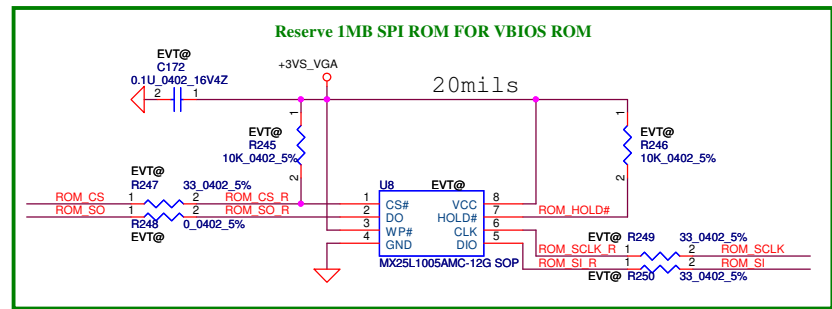 Reserve 1MB SPI ROM FOR VBIOS ROM
EVT@
C172
0.1U_0402_16V4Z
2
1
+3VS_VGA
20mils
EVT@
R245
10K_0402_5%
1
2
EVT@
R246
10K_0402_5%
1
2
EVT@
R247
33_0402_5%
ROM_CS
1
2
ROM_CS_R
ROM_SO
1
2
ROM_SO_R
R248
0_0402_5%
EVT@
U8
EVT@
1
CS#
VCC
8
2
DO
HOLD#
7
ROM_HOLD#
3
WP#
CLK
6
4
GND
DIO
5
MX25L1005AMC-12G SOP
ROM_SCLK_R
1
EVT@
R249
33_0402_5%
2
ROM_SCLK
ROM_SI_R
1
2
ROM_SI
EVT@
R250
33_0402_5%